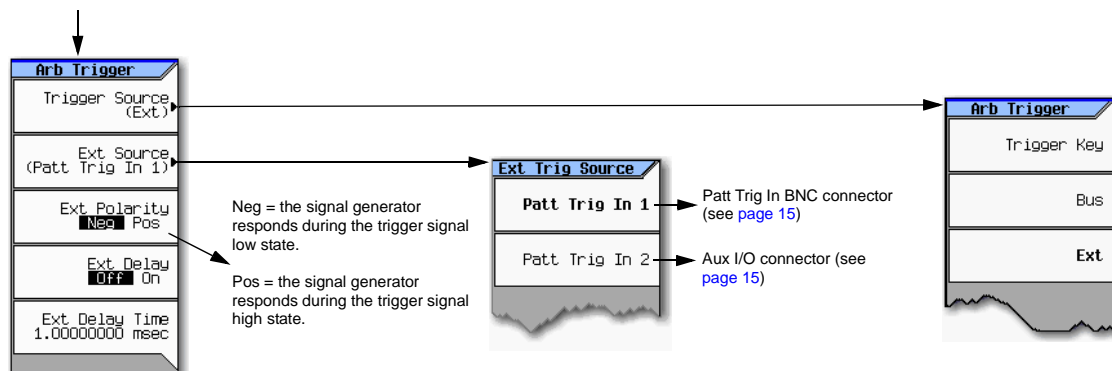 Arb Trigger
Trigger Source
(Ext)
Ext Source
(Patt Trig In 1)
Ext Polarity
Neg Pos
Ext Delay
Off On
Ext Delay Time
1.00000000 msec
Neg = the signal generator
responds during the trigger signal
low state.
Pos = the signal generator
responds during the trigger signal
high state.
Ext Trig Source
Patt Trig In 1
Patt Trig In 2
Patt Trig In BNC connector
(see page 15)
Aux I/O connector (see
page 15)
Arb Trigger
Trigger Key
Bus
Ext